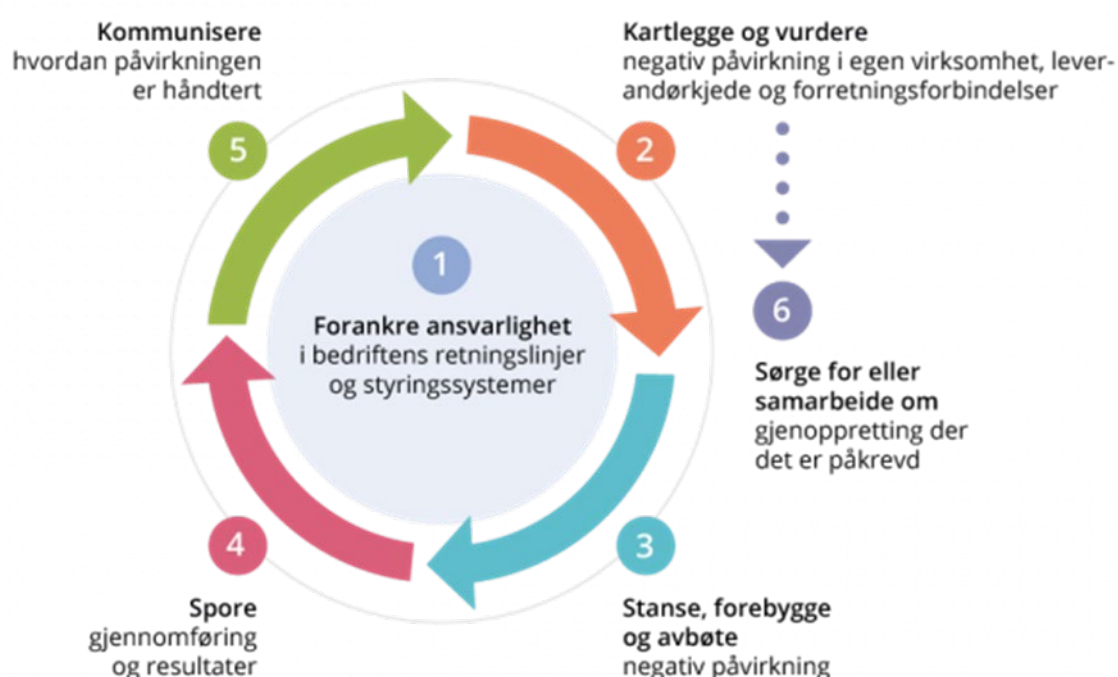 1
Forankre ansvarlighet
i bedriftens retningslinjer
og styringssystemer
2
Kartlegge og vurdere
negativ påvirkning i egen virksomhet, lever-
andørkjede og forretningsforbindelser
3
Stanse, forebygge
og avbøte
negativ påvirkning
4
Spore
gjennomføring
og resultater
5
Kommunisere
hvordan påvirkningen
er håndtert
6
Sørge for eller
samarbeide om
gjenoppretting der
det er påkrevd